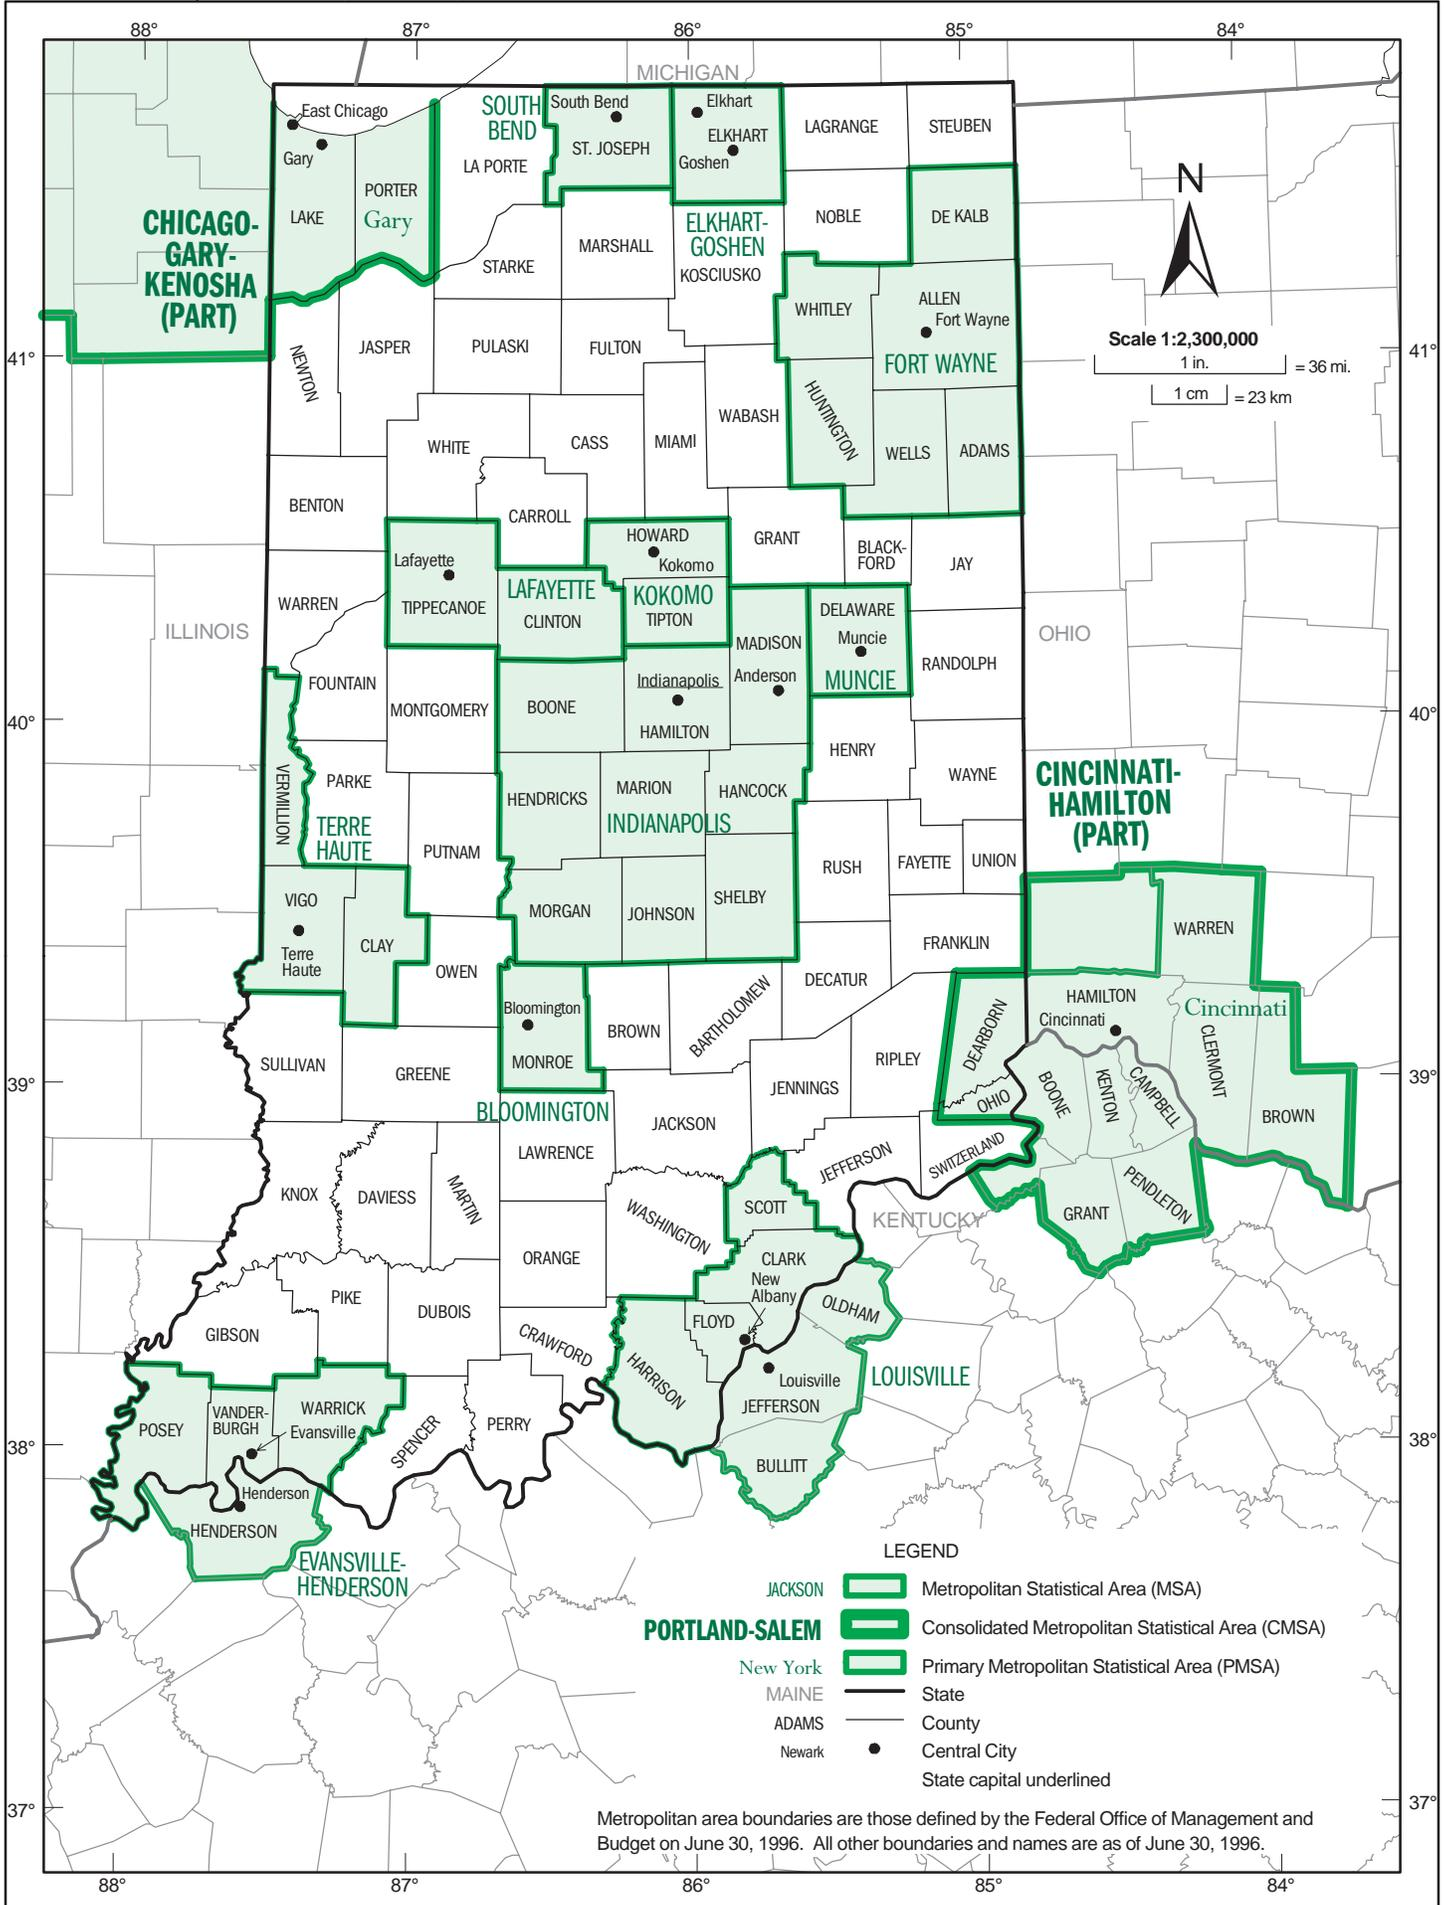 88°
87°
86°
85°
84°
MICHIGAN
East Chicago
SOUTH
BEND
South Bend
Elkhart
ELKHART
Goshen
LAGRANGE
STEUBEN
Gary
ST. JOSEPH
LA PORTE
PORTER
Gary
LAKE
N
CHICAGO-
GARY-
KENOSHA
(PART)
ELKHART-
GOSHEN
NOBLE
DE KALB
MARSHALL
STARKE
KOSCIUSKO
WHITLEY
ALLEN
Fort Wayne
FORT WAYNE
Scale 1:2,300,000
1 in.
= 36 mi.
1 cm
= 23 km
41°
41°
NEWTON
JASPER
PULASKI
FULTON
HUNTINGTON
WABASH
WHITE
CASS
MIAMI
WELLS
ADAMS
BENTON
CARROLL
HOWARD
Kokomo
GRANT
BLACK-
FORD
JAY
Lafayette
LAFAYETTE
KOKOMO
WARREN
TIPPECANOE
CLINTON
TIPTON
DELAWARE
Muncie
MUNCIE
ILLINOIS
OHIO
MADISON
Anderson
RANDOLPH
FOUNTAIN
Indianapolis
MONTGOMERY
BOONE
HAMILTON
40°
40°
HENRY
WAYNE
VERMILLION
PARKE
HENDRICKS
MARION
HANCOCK
INDIANAPOLIS
CINCINNATI-
HAMILTON
(PART)
TERRE
HAUTE
PUTNAM
RUSH
FAYETTE
UNION
VIGO
MORGAN
JOHNSON
SHELBY
WARREN
Terre
Haute
CLAY
OWEN
FRANKLIN
DECATUR
HAMILTON
Cincinnati
Cincinnati
Bloomington
BROWN
BARTHOLOMEW
DEARBORN
MONROE
SULLIVAN
GREENE
RIPLEY
CLERMONT
39°
39°
JENNINGS
OHIO
BOONE
KENTON
CAMPBELL
BROWN
BLOOMINGTON
JACKSON
LAWRENCE
JEFFERSON
SWITZERLAND
KNOX
DAVIESS
MARTIN
WASHINGTON
SCOTT
GRANT
PENDLETON
KENTUCKY
ORANGE
CLARK
New
Albany
PIKE
DUBOIS
FLOYD
OLDHAM
GIBSON
CRAWFORD
HARRISON
Louisville
LOUISVILLE
JEFFERSON
POSEY
VANDER-
BURGH
WARRICK
Evansville
SPENCER
PERRY
38°
38°
BULLITT
Henderson
HENDERSON
EVANSVILLE-
HENDERSON
LEGEND
JACKSON Metropolitan Statistical Area (MSA)
PORTLAND-SALEM Consolidated Metropolitan Statistical Area (CMSA)
New York Primary Metropolitan Statistical Area (PMSA)
MAINE State
ADAMS County
Newark Central City
State capital underlined
37°
37°
Metropolitan area boundaries are those defined by the Federal Office of Management and
Budget on June 30, 1996. All other boundaries and names are as of June 30, 1996.
88°
87°
86°
85°
84°